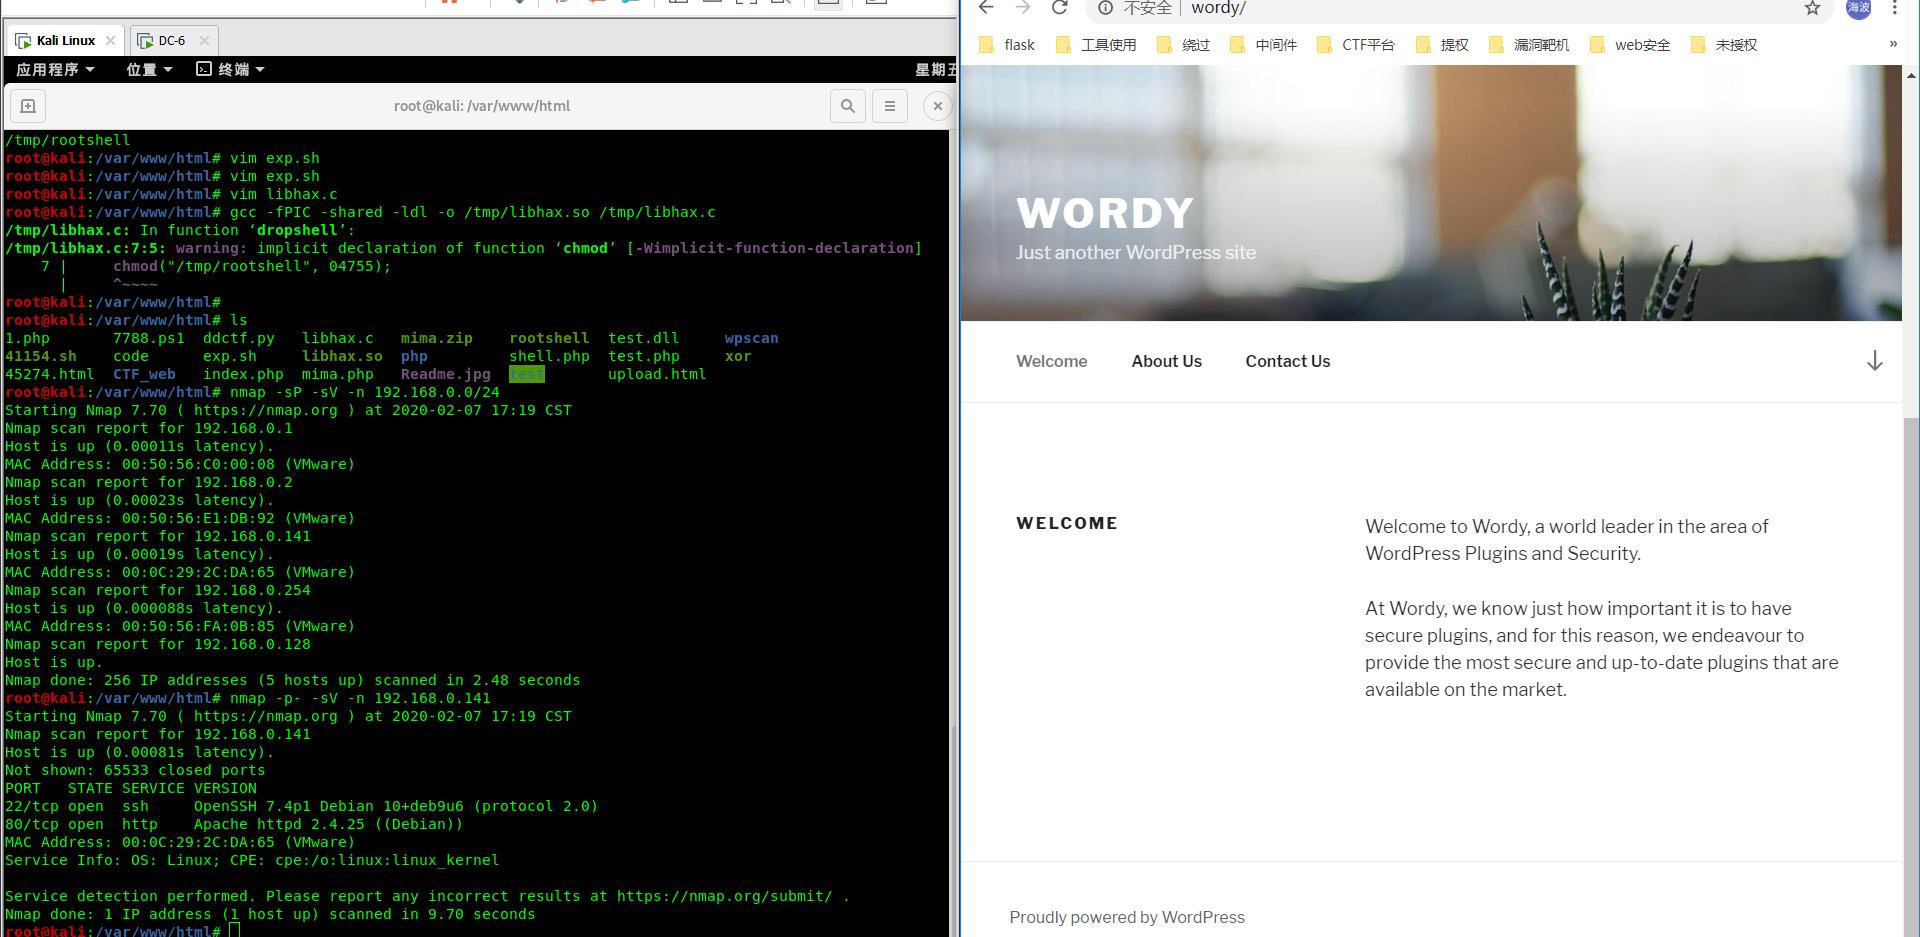 Kali Linux
DC-6
应用程序
位置
终端
星期五
root@kali: /var/www/html
/tmp/rootshell
root@kali:/var/www/html# vim exp.sh
root@kali:/var/www/html# vim exp.sh
root@kali:/var/www/html# vim libhax.c
root@kali:/var/www/html# gcc -fPIC -shared -ldl -o /tmp/libhax.so /tmp/libhax.c
/tmp/libhax.c: In function ‘dropshell’:
/tmp/libhax.c:7:5: warning: implicit declaration of function ‘chmod’ [-Wimplicit-function-declaration]
    7 |     chmod("/tmp/rootshell", 04755);
      |     ^~~~~
root@kali:/var/www/html#
root@kali:/var/www/html# ls
1.php       7788.ps1  ddctf.py   libhax.c   mima.zip    rootshell  test.dll     wpscan
41154.sh    code      exp.sh     libhax.so  php         shell.php  test.php     xor
45274.html  CTF_web   index.php  mima.php   Readme.jpg  test       upload.html
root@kali:/var/www/html# nmap -sP -sV -n 192.168.0.0/24
Starting Nmap 7.70 ( https://nmap.org ) at 2020-02-07 17:19 CST
Nmap scan report for 192.168.0.1
Host is up (0.00011s latency).
MAC Address: 00:50:56:C0:00:08 (VMware)
Nmap scan report for 192.168.0.2
Host is up (0.00023s latency).
MAC Address: 00:50:56:E1:DB:92 (VMware)
Nmap scan report for 192.168.0.141
Host is up (0.00019s latency).
MAC Address: 00:0C:29:2C:DA:65 (VMware)
Nmap scan report for 192.168.0.254
Host is up (0.000088s latency).
MAC Address: 00:50:56:FA:0B:85 (VMware)
Nmap scan report for 192.168.0.128
Host is up.
Nmap done: 256 IP addresses (5 hosts up) scanned in 2.48 seconds
root@kali:/var/www/html# nmap -p- -sV -n 192.168.0.141
Starting Nmap 7.70 ( https://nmap.org ) at 2020-02-07 17:19 CST
Nmap scan report for 192.168.0.141
Host is up (0.00081s latency).
Not shown: 65533 closed ports
PORT   STATE SERVICE VERSION
22/tcp open  ssh     OpenSSH 7.4p1 Debian 10+deb9u6 (protocol 2.0)
80/tcp open  http    Apache httpd 2.4.25 ((Debian))
MAC Address: 00:0C:29:2C:DA:65 (VMware)
Service Info: OS: Linux; CPE: cpe:/o:linux:linux_kernel
Service detection performed. Please report any incorrect results at https://nmap.org/submit/ .
Nmap done: 1 IP address (1 host up) scanned in 9.70 seconds
root@kali:/var/www/html#
不安全 | wordy/
海波
flask 工具使用 绕过 中间件 CTF平台 提权 漏洞靶机 web安全 未授权 »
WORDY
Just another WordPress site
Welcome About Us Contact Us
WELCOME
Welcome to Wordy, a world leader in the area of
WordPress Plugins and Security.
At Wordy, we know just how important it is to have
secure plugins, and for this reason, we endeavour to
provide the most secure and up-to-date plugins that are
available on the market.
Proudly powered by WordPress